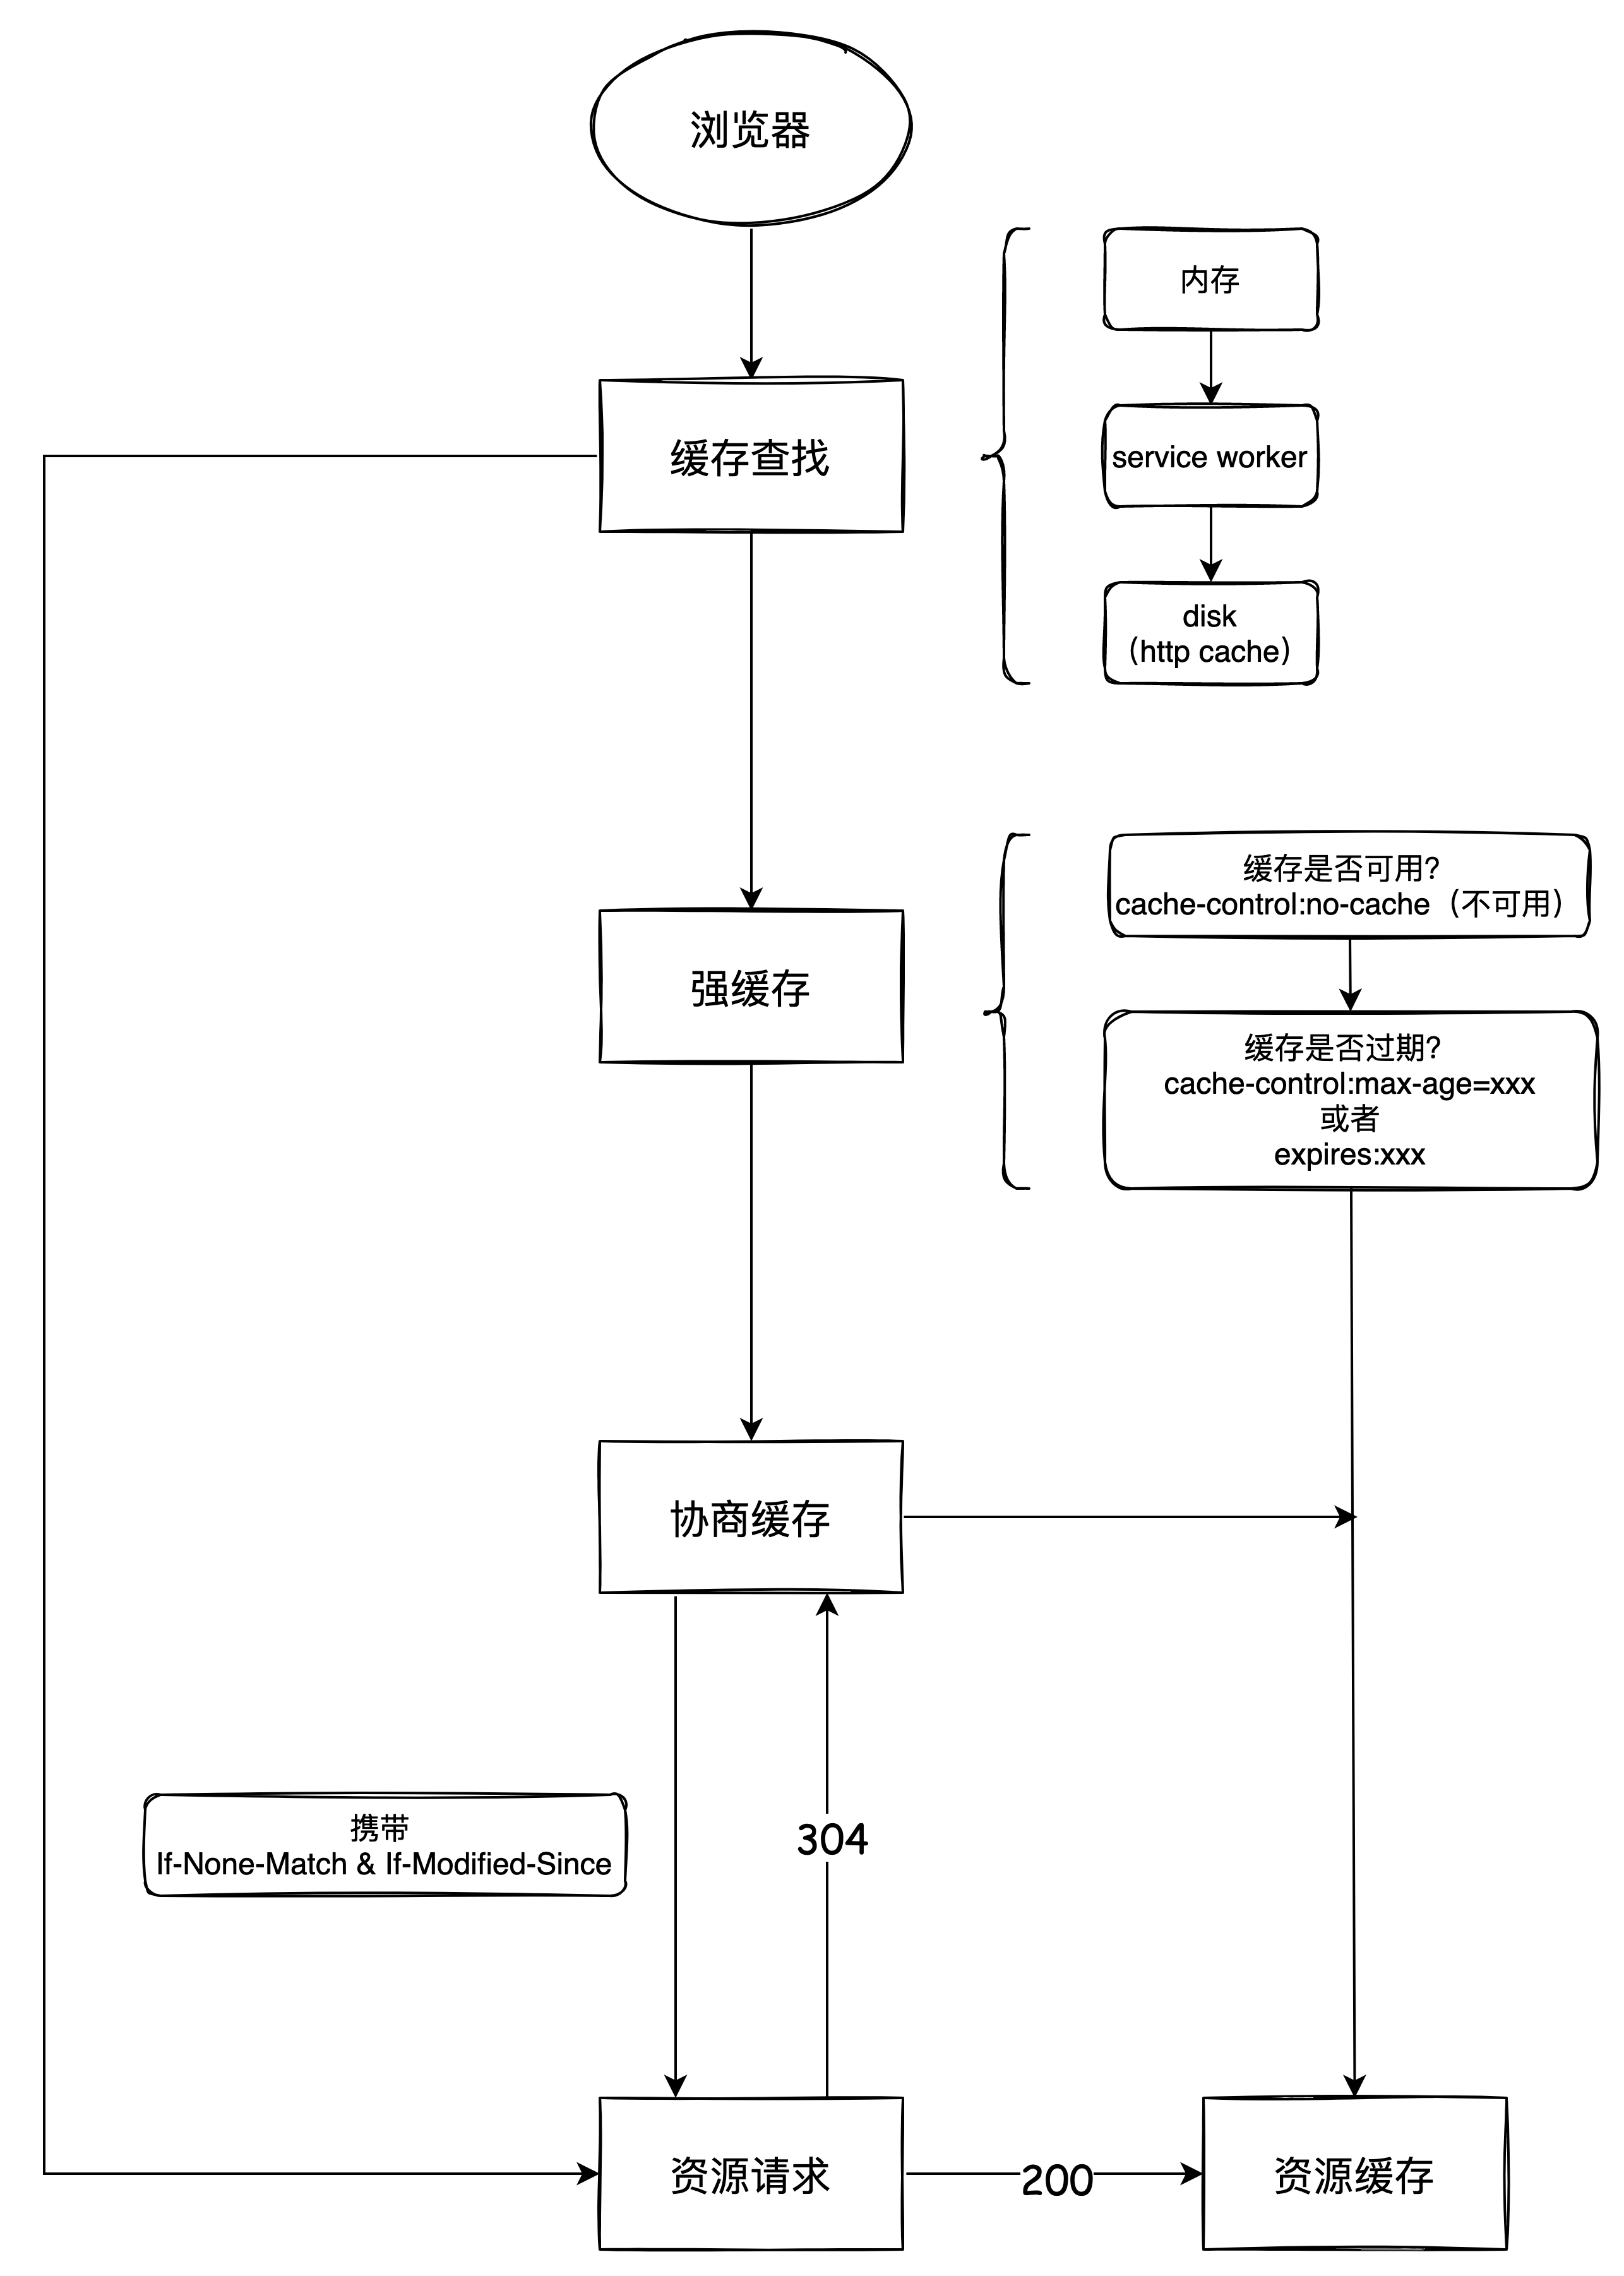 浏览器
内存
缓存查找
service worker
disk
（http cache）
缓存是否可用?
cache-control:no-cache（不可用）
强缓存
缓存是否过期?
cache-control:max-age=xxx
或者
expires:xxx
协商缓存
携带
If-None-Match & If-Modified-Since
304
资源请求
200
资源缓存